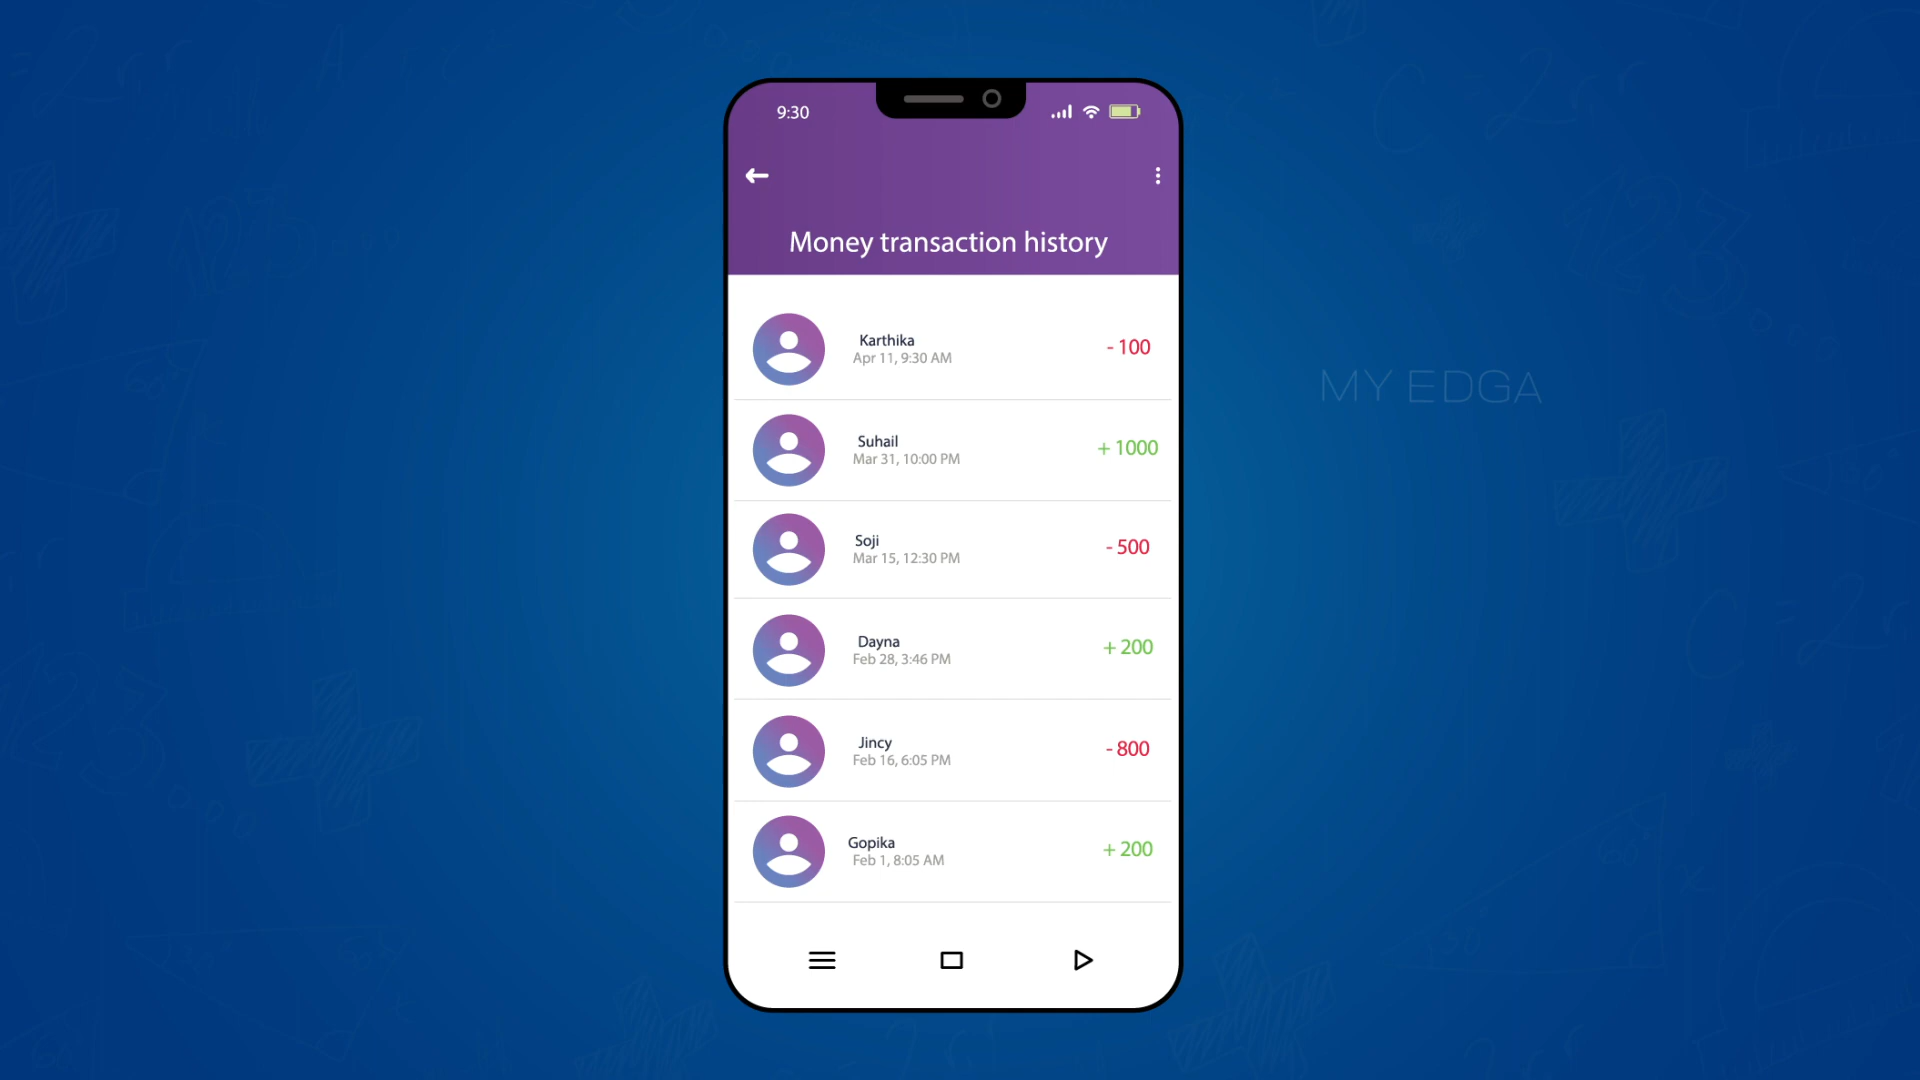 9:30
Money transaction history
Karthika
Apr 11, 9:30 AM
- 100
Suhail
Mar 31, 10:00 PM
+ 1000
Soji
Mar 15, 12:30 PM
- 500
Dayna
Feb 28, 3:46 PM
+ 200
Jincy
Feb 16, 6:05 PM
- 800
Gopika
Feb 1, 8:05 AM
+ 200
MY EDGA